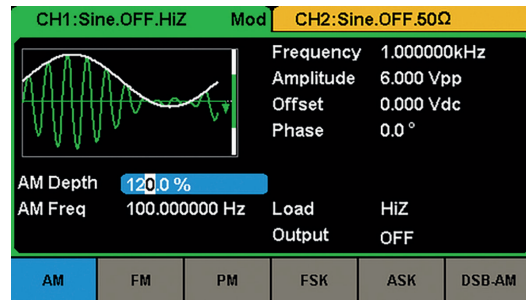 CH1:Sine.OFF.HiZ Mod
CH2:Sine.OFF.50Ω
Frequency 1.000000kHz
Amplitude 6.000 Vpp
Offset 0.000 Vdc
Phase 0.0 °
AM Depth 120.0 %
AM Freq 100.000000 Hz
Load HiZ
Output OFF
AM FM PM FSK ASK DSB-AM